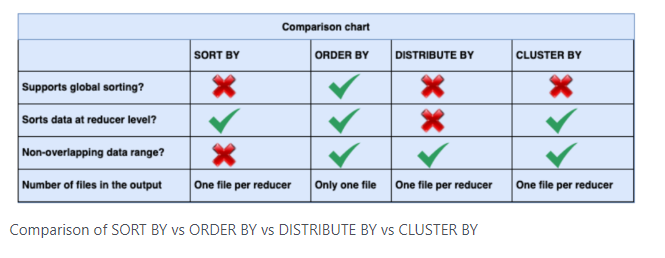 Comparison chart
SORT BY ORDER BY DISTRIBUTE BY CLUSTER BY
Supports global sorting?
Sorts data at reducer level?
Non-overlapping data range?
Number of files in the output One file per reducer Only one file One file per reducer One file per reducer
Comparison of SORT BY vs ORDER BY vs DISTRIBUTE BY vs CLUSTER BY